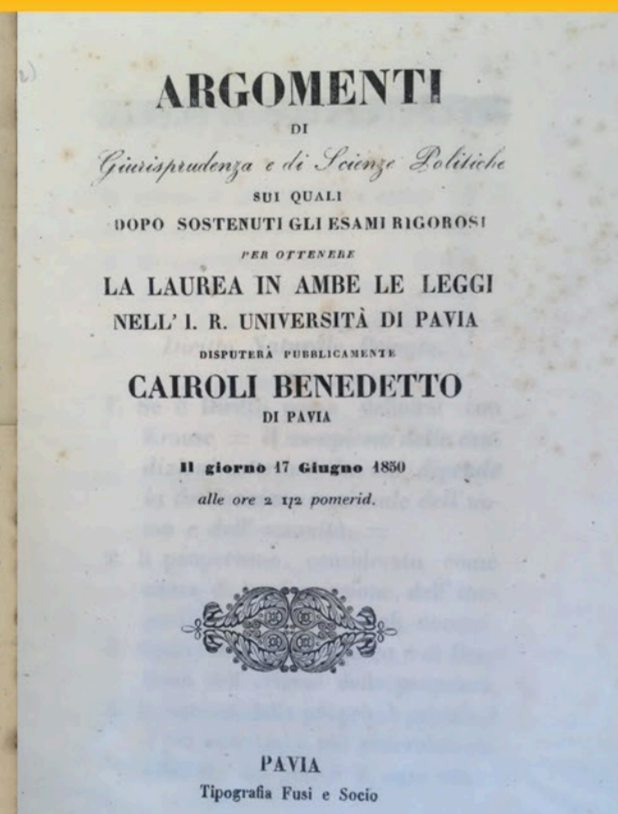 ARGOMENTI
DI
Giurisprudenza e di Scienze Politiche
SUI QUALI
DOPO SOSTENUTI GLI ESAMI RIGOROSI
PER OTTENERE
LA LAUREA IN AMBE LE LEGGI
NELL' I. R. UNIVERSITÀ DI PAVIA
DISPUTERÀ PUBBLICAMENTE
CAIROLI BENEDETTO
DI PAVIA
Il giorno 17 Giugno 1850
alle ore 2 1/2 pomerid.
PAVIA
Tipografia Fusi e Socio